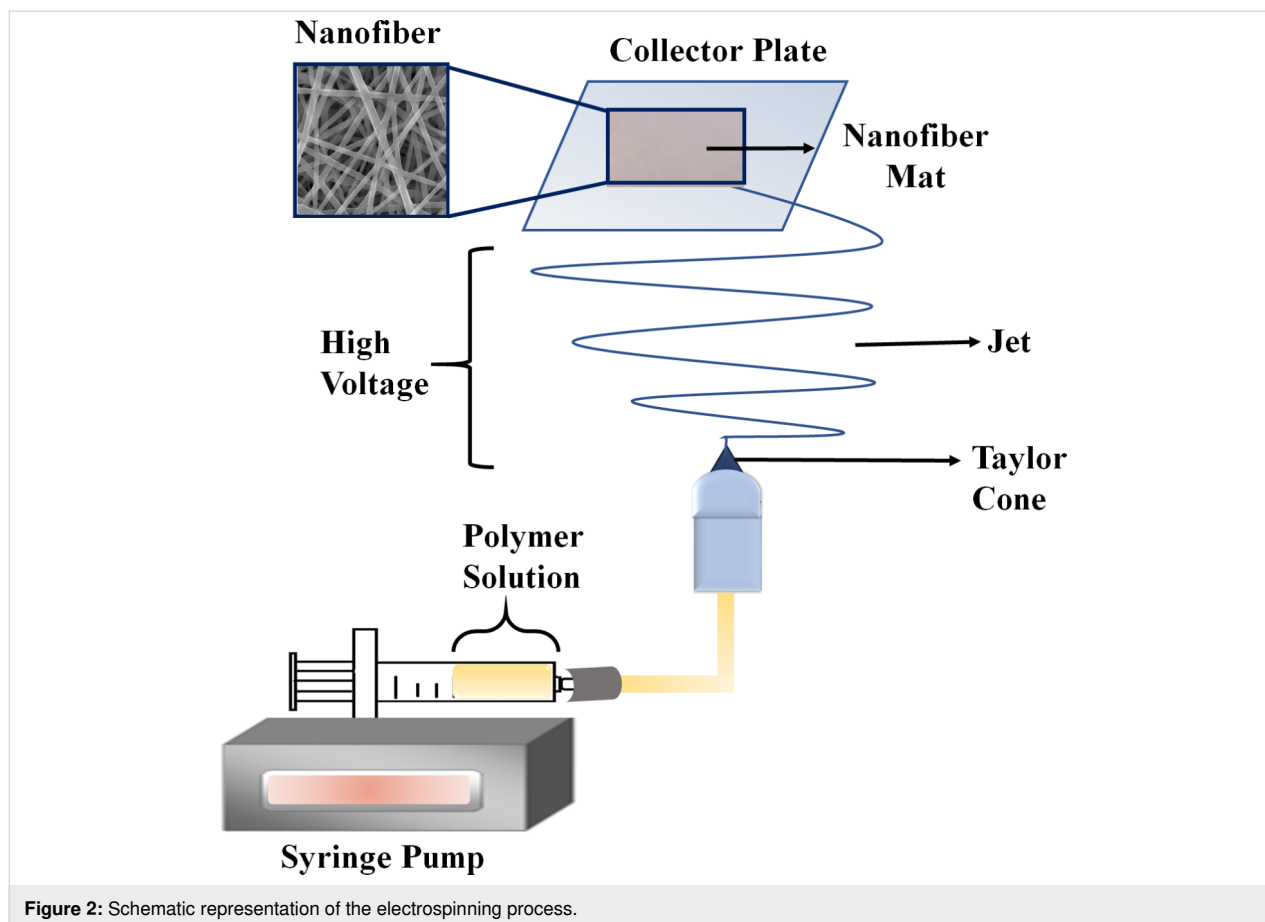 Nanofiber
Collector Plate
Nanofiber
Mat
High
Voltage
Jet
Taylor
Cone
Polymer
Solution
Syringe Pump
Figure 2: Schematic representation of the electrospinning process.